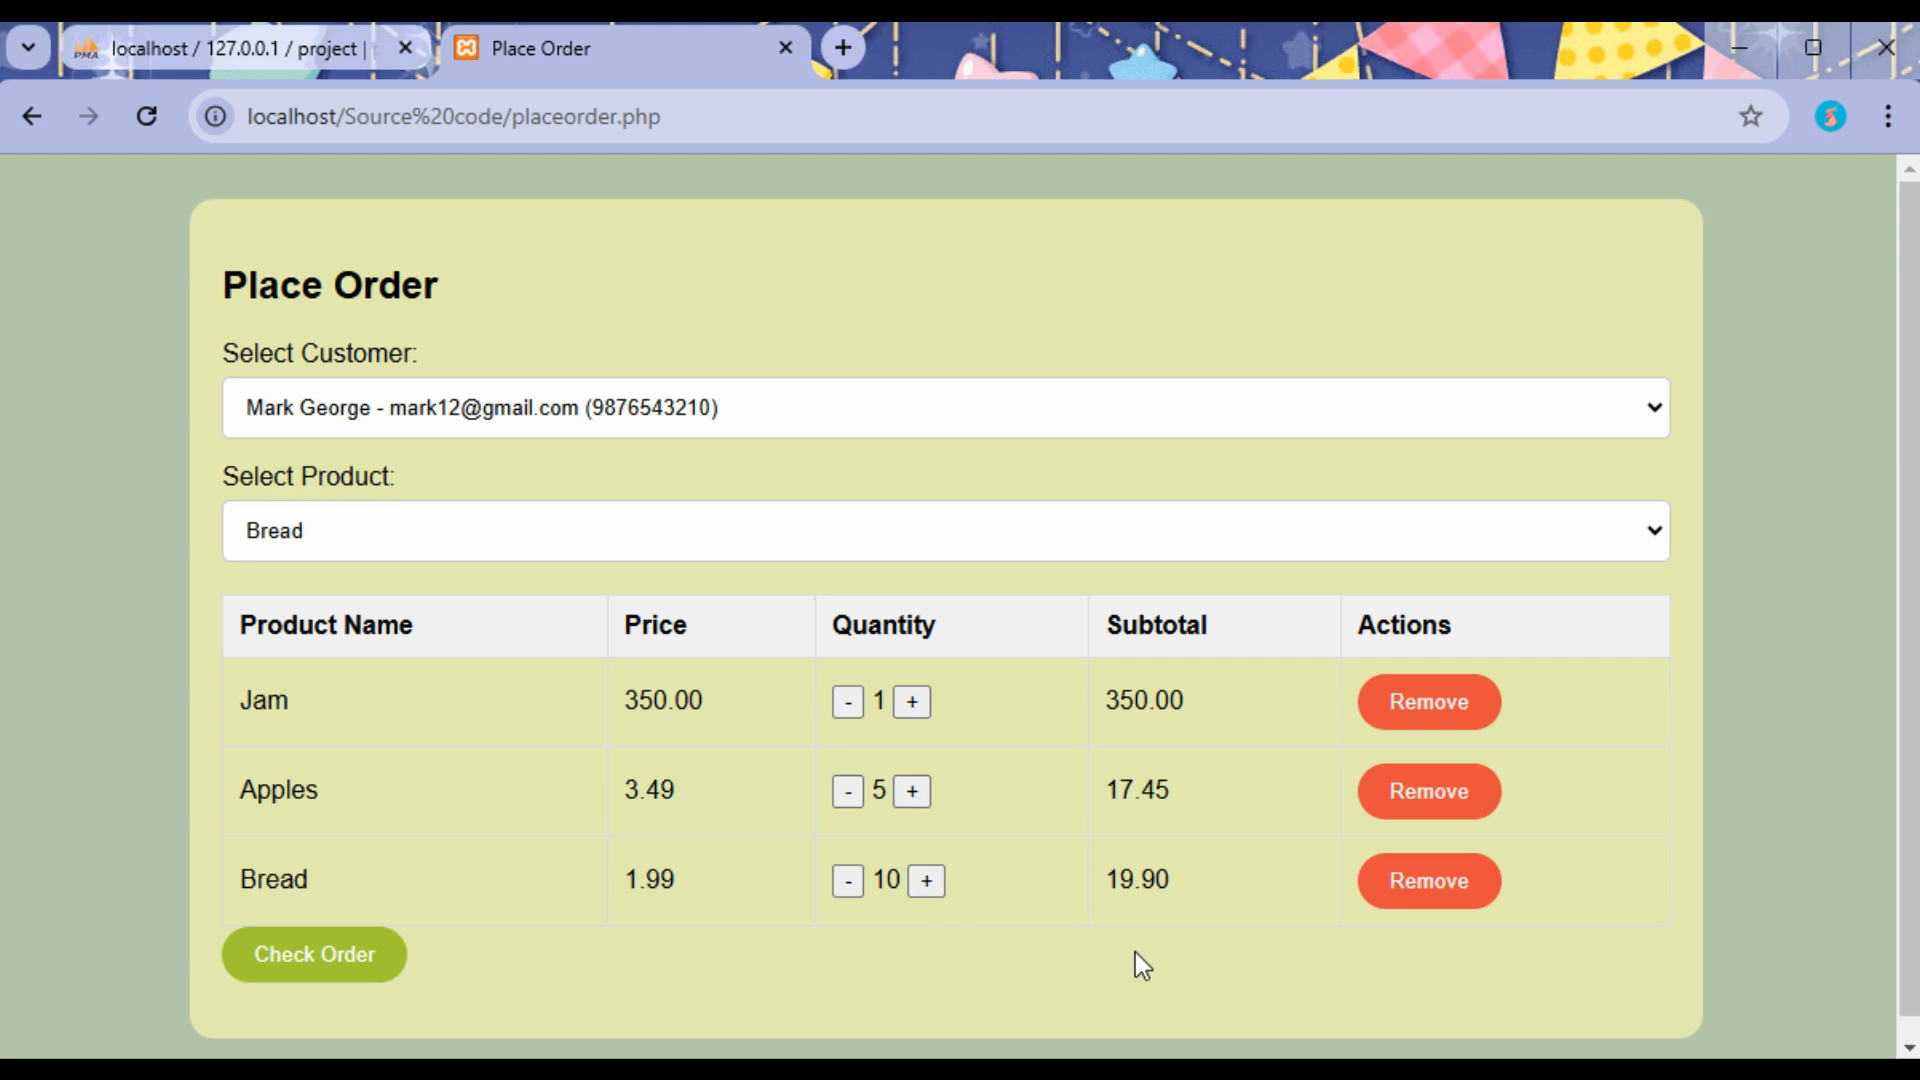 localhost / 127.0.0.1 / project |
Place Order
localhost/Source%20code/placeorder.php
Place Order
Select Customer:
Mark George - mark12@gmail.com (9876543210)
Select Product:
Bread
Product Name Price Quantity Subtotal Actions
Jam 350.00 - 1 + 350.00 Remove
Apples 3.49 - 5 + 17.45 Remove
Bread 1.99 - 10 + 19.90 Remove
Check Order